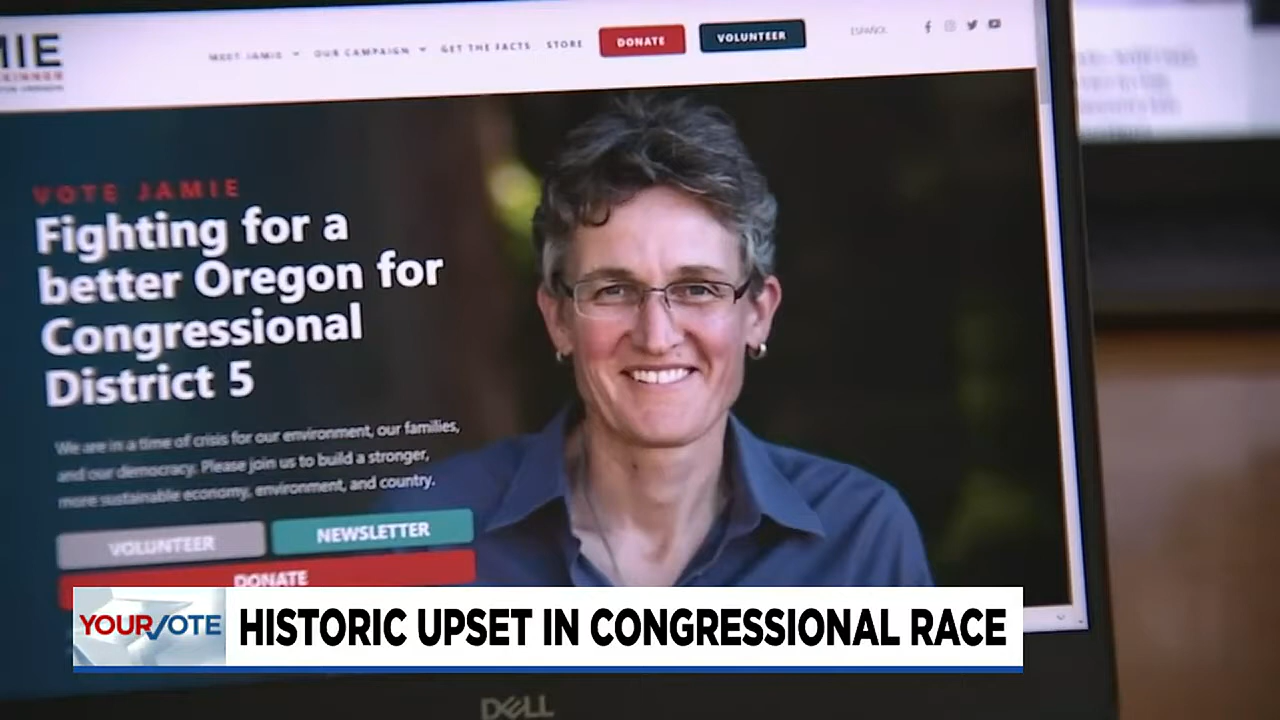 MIE
MEET JAMIE OUR CAMPAIGN GET THE FACTS STORE DONATE VOLUNTEER ESPAÑOL
VOTE JAMIE
Fighting for a
better Oregon for
Congressional
District 5
We are in a time of crisis for our environment, our families,
and our democracy. Please join us to build a stronger,
more sustainable economy, environment, and country.
VOLUNTEER NEWSLETTER
DONATE
YOUR VOTE HISTORIC UPSET IN CONGRESSIONAL RACE
DELL